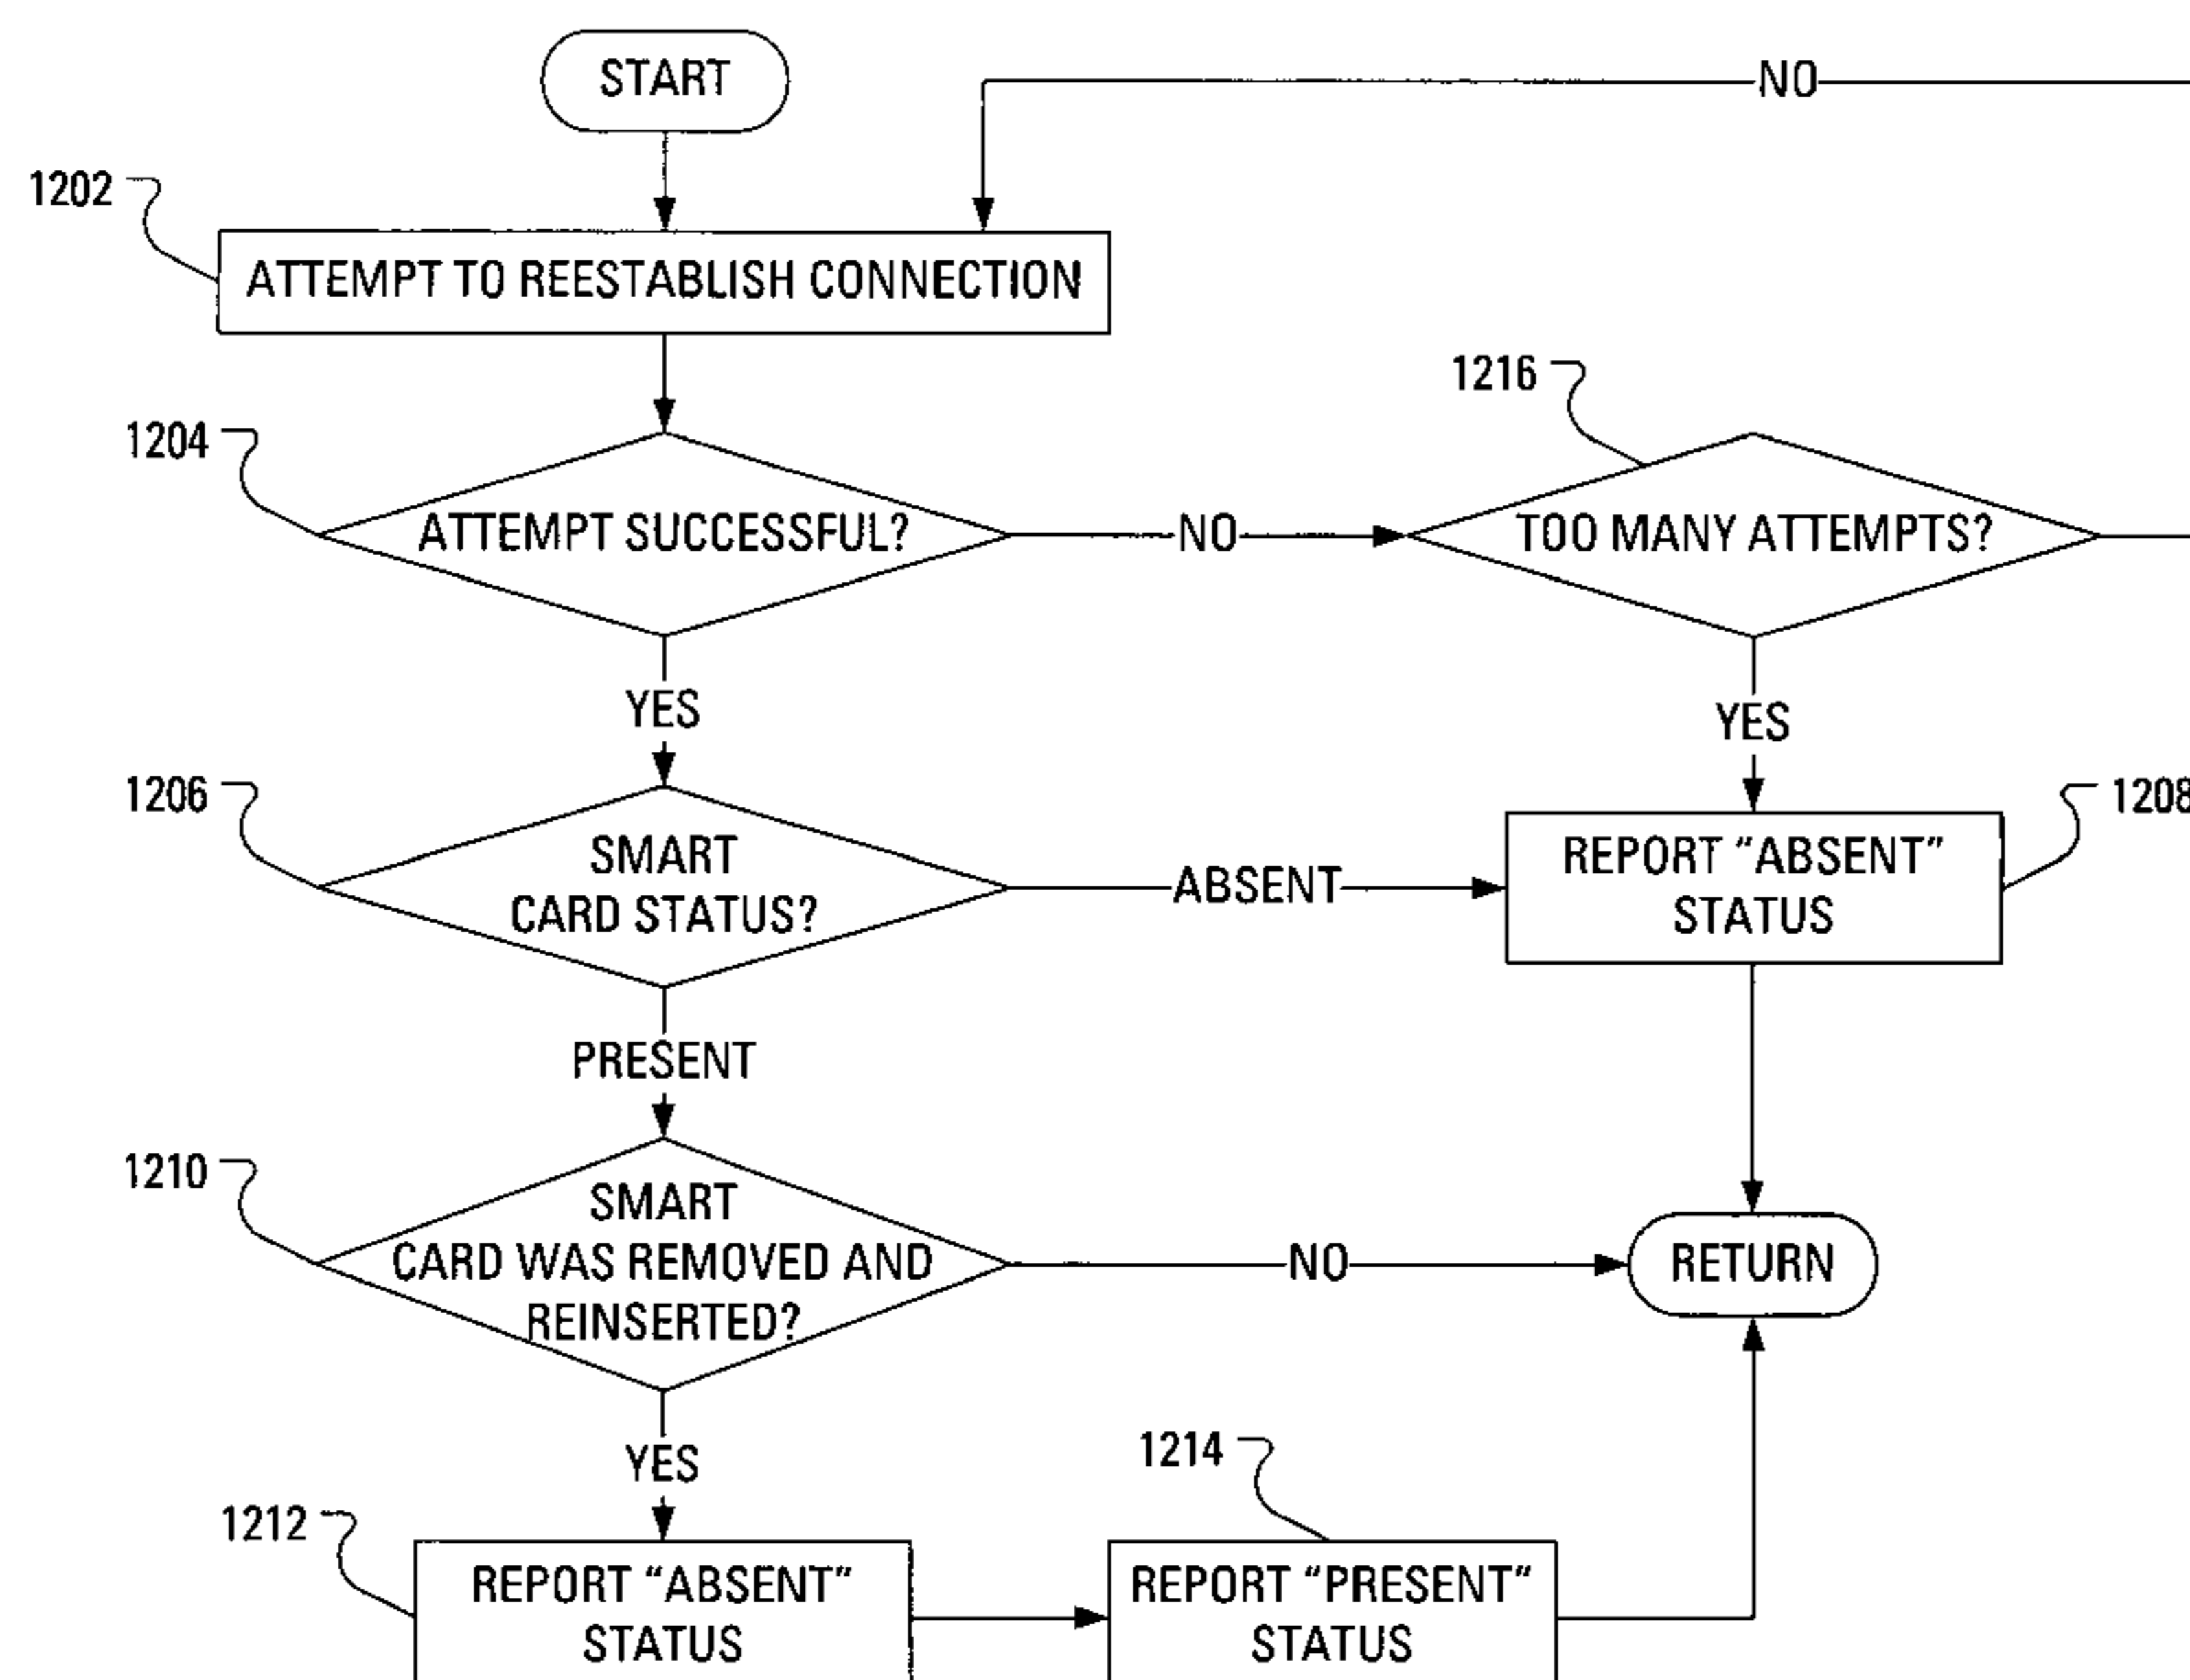 START
NO
1202
ATTEMPT TO REESTABLISH CONNECTION
1216
1204
ATTEMPT SUCCESSFUL?
NO
TOO MANY ATTEMPTS?
YES
YES
1206
SMART
CARD STATUS?
ABSENT
REPORT “ABSENT”
STATUS
1208
PRESENT
1210
SMART
CARD WAS REMOVED AND
REINSERTED?
NO
RETURN
YES
1214
1212
REPORT “ABSENT”
STATUS
REPORT “PRESENT”
STATUS